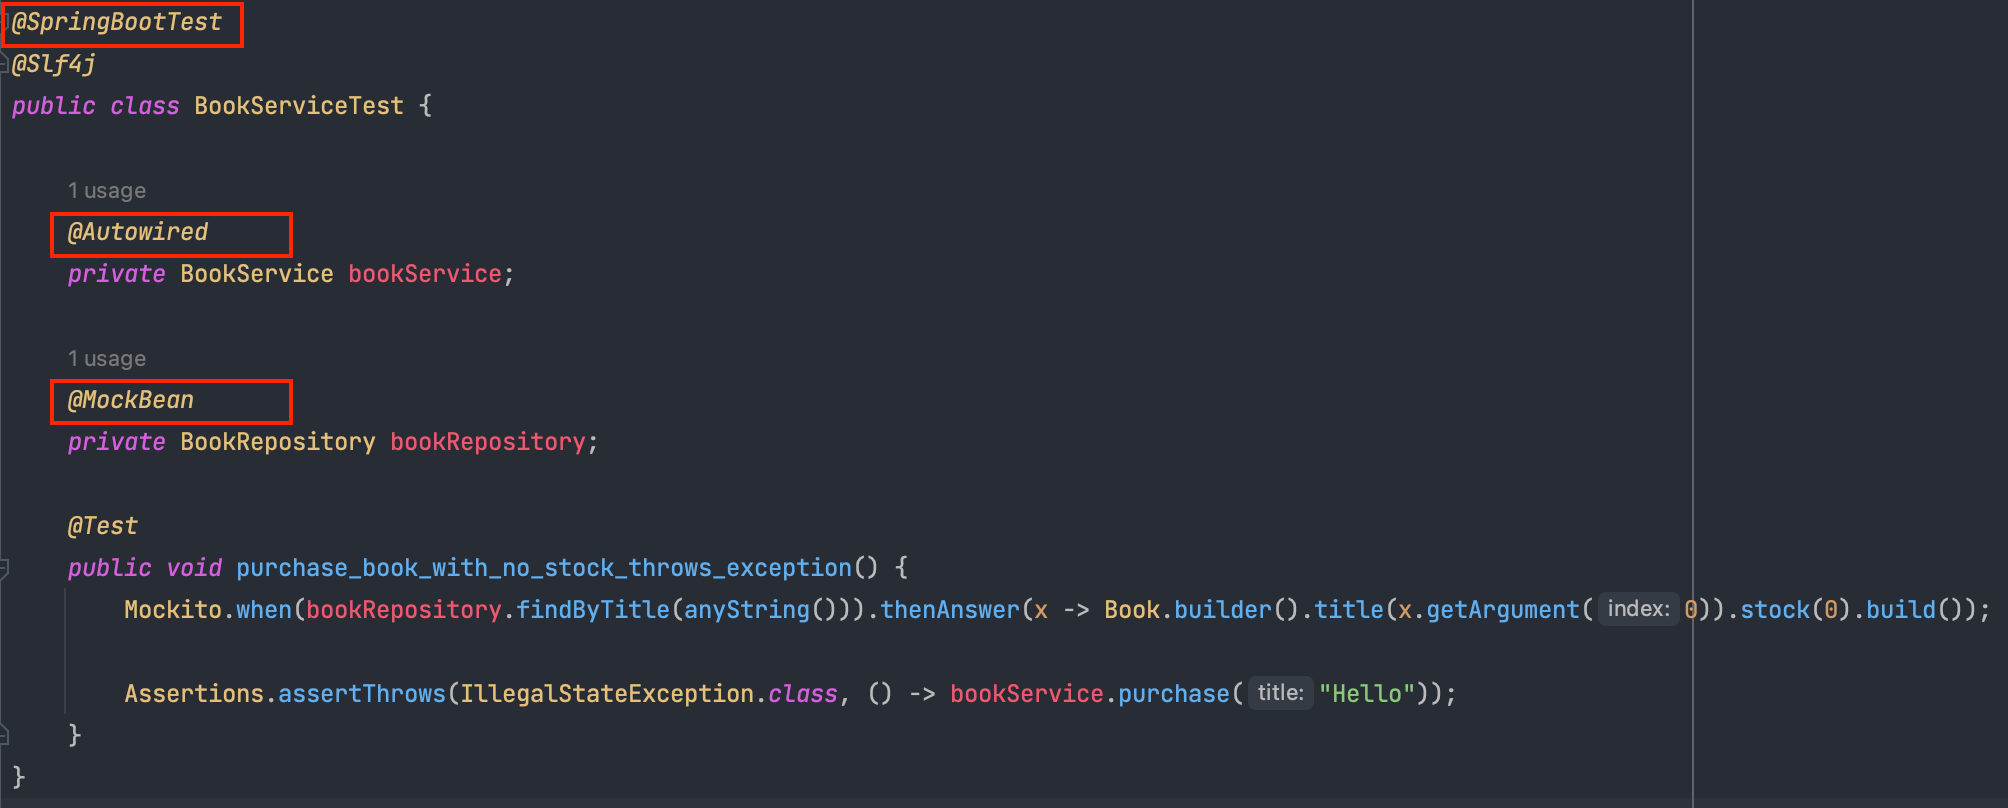 @SpringBootTest
@Slf4j
public class BookServiceTest {
1 usage
@Autowired
private BookService bookService;
1 usage
@MockBean
private BookRepository bookRepository;
@Test
public void purchase_book_with_no_stock_throws_exception() {
Mockito.when(bookRepository.findByTitle(anyString())).thenAnswer(x -> Book.builder().title(x.getArgument( index: 0)).stock(0).build());
Assertions.assertThrows(IllegalStateException.class, () -> bookService.purchase( title: "Hello"));
}
}